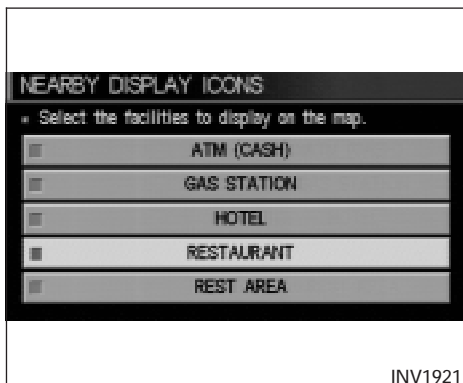 NEARBY DISPLAY ICONS
▪ Select the facilities to display on the map.
ATM (CASH)
GAS STATION
HOTEL
RESTAURANT
REST AREA
INV1921